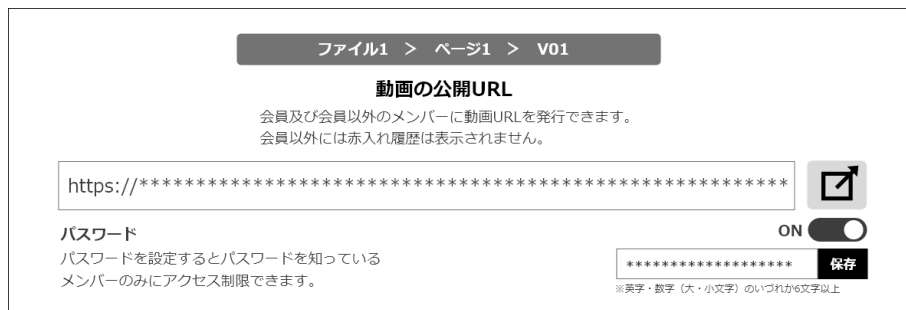 ファイル1 ＞ ページ1 ＞ V01
動画の公開URL
会員及び会員以外のメンバーに動画URLを発行できます。
会員以外には赤入れ履歴は表示されません。
https://**********************************************************
パスワード
ON
パスワードを設定するとパスワードを知っている
メンバーのみにアクセス制限できます。
******************* 保存
※英字・数字（大・小文字）のいづれか6文字以上